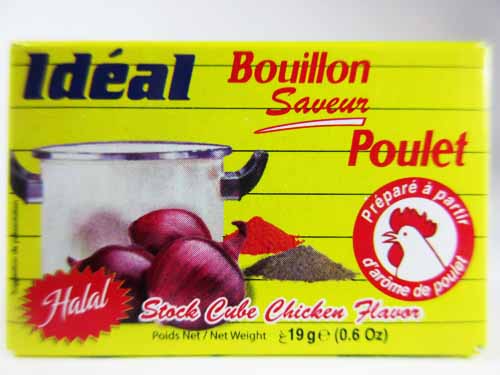 Idéal
Bouillon
Saveur
Poulet
Préparé à partir
d'arôme de poulet
Halal
Stock Cube Chicken Flavor
Poids Net / Net Weight 19 g℮ (0.6 Oz)